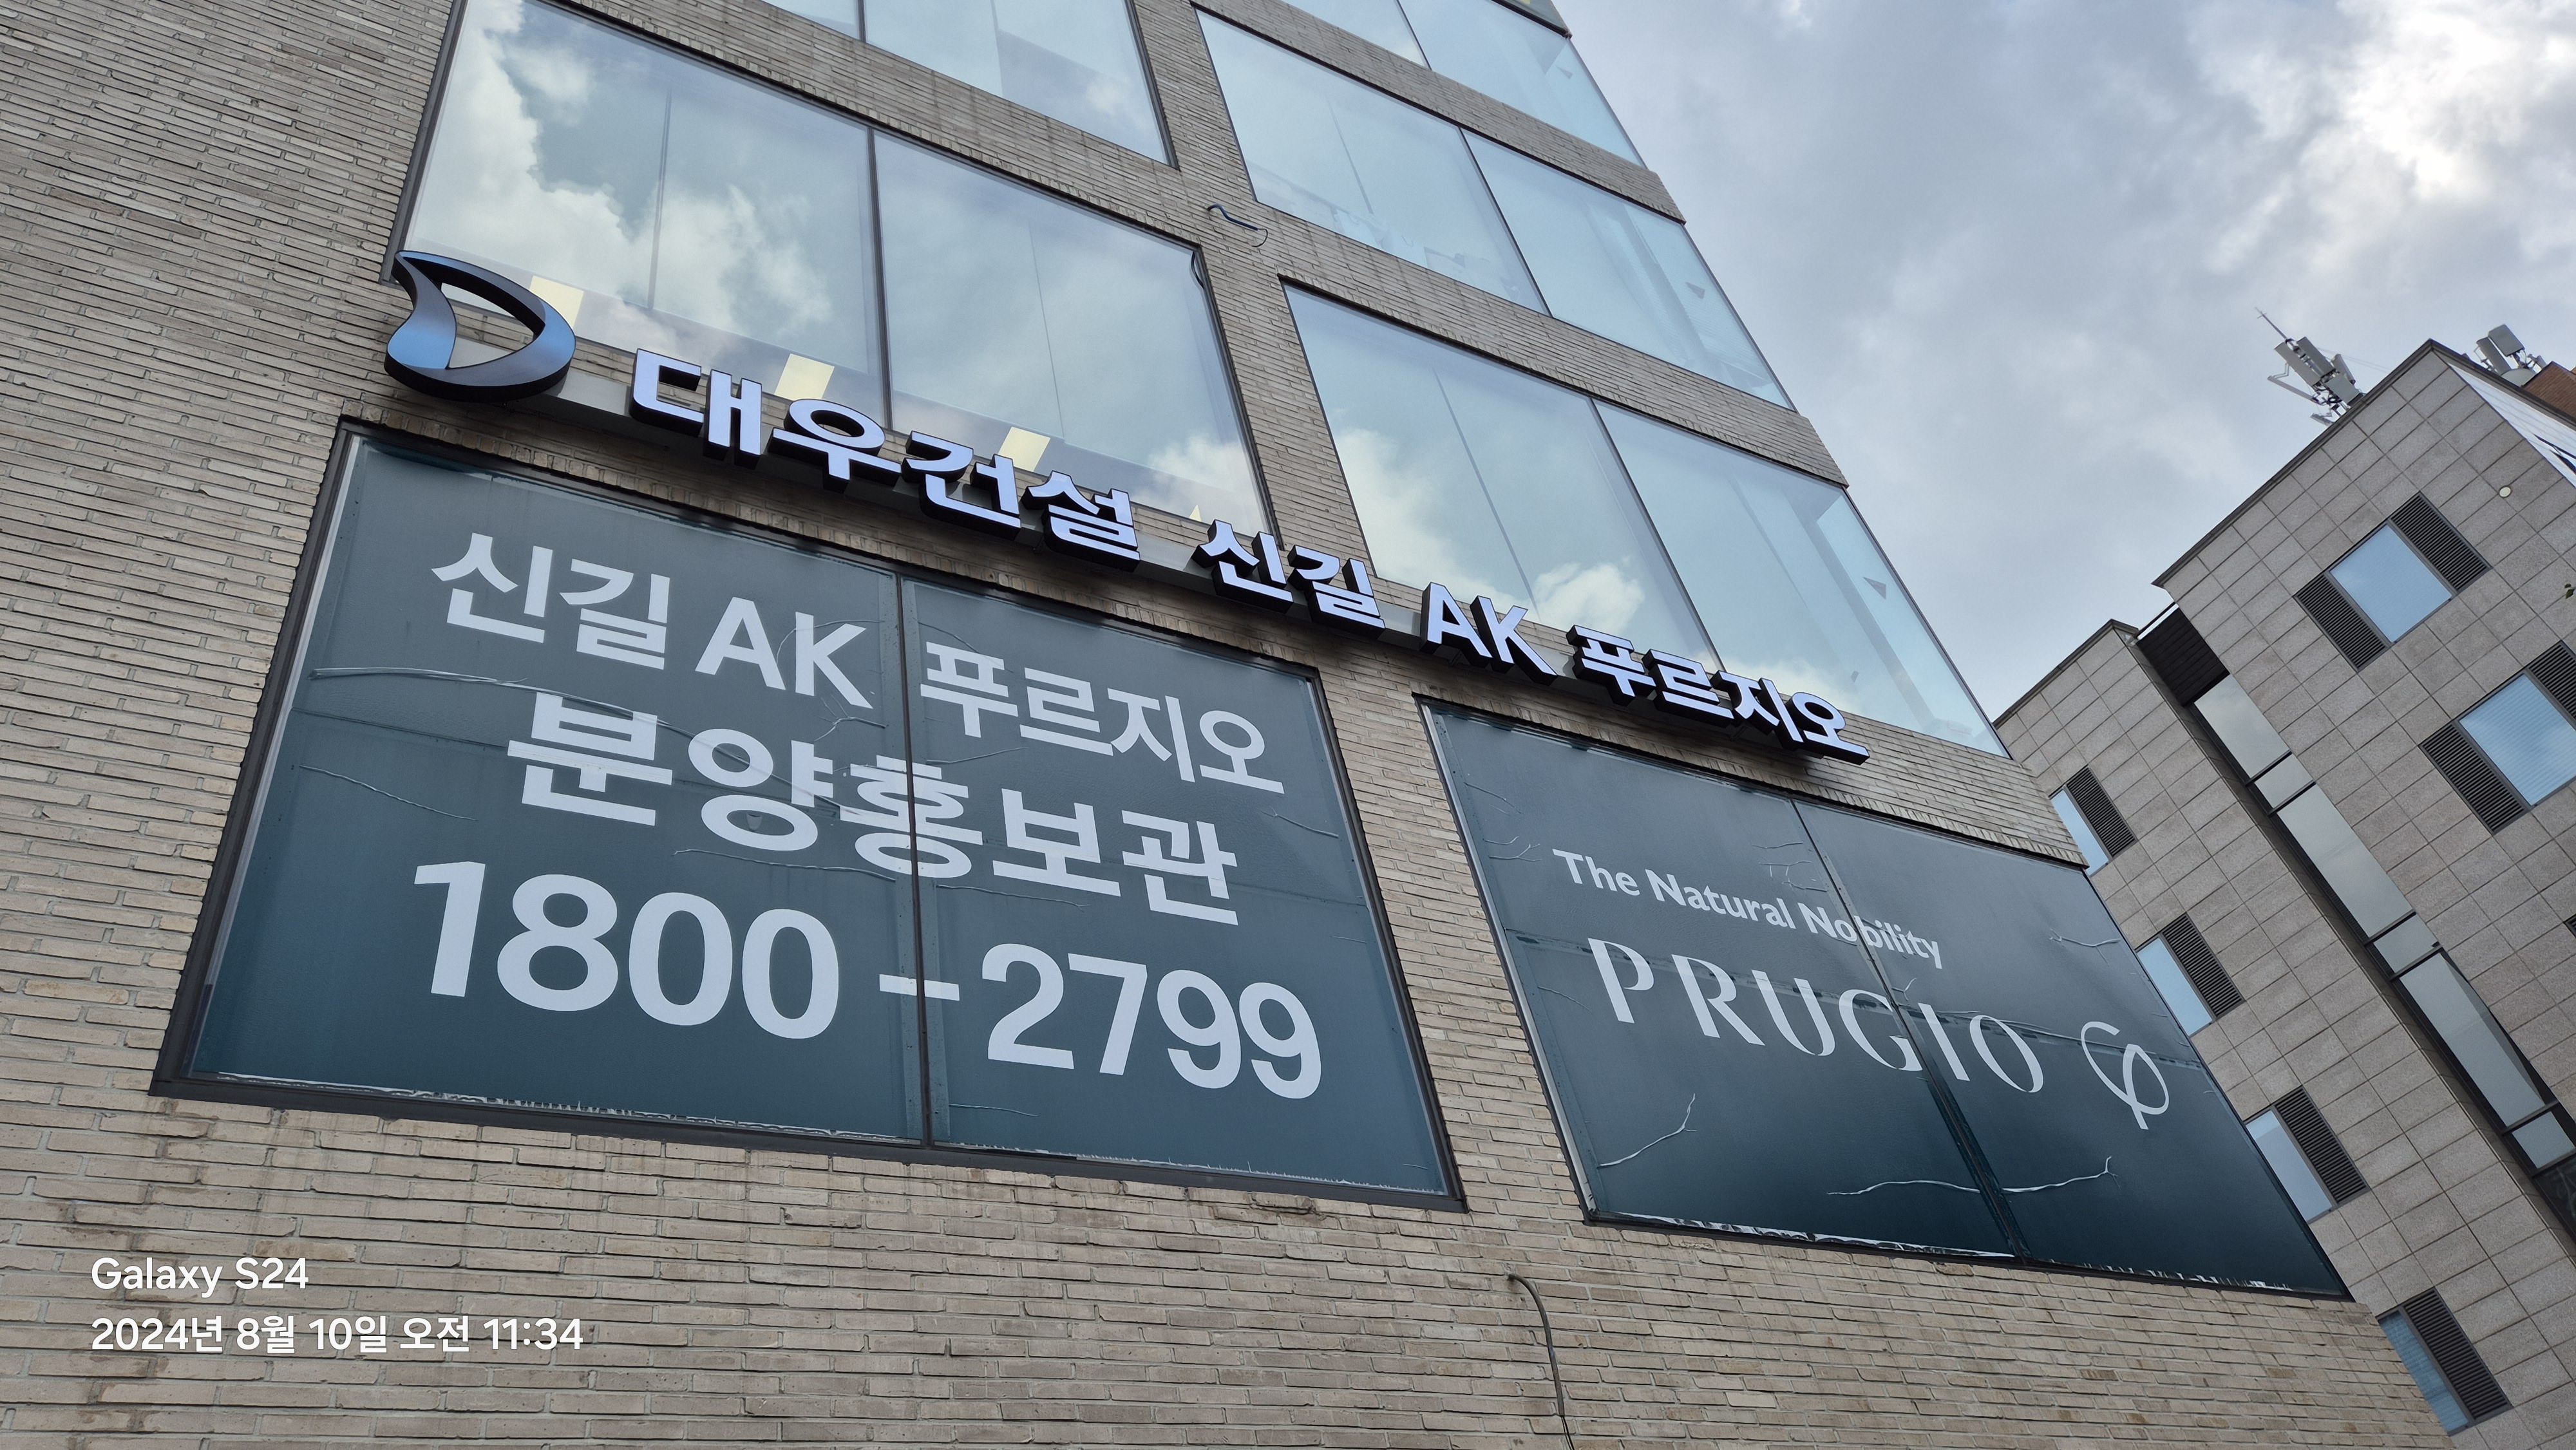 대우건설 신길 AK 푸르지오
신길 AK 푸르지오
분양홍보관
1800-2799
The Natural Nobility
PRUGIO
Galaxy S24
2024년 8월 10일 오전 11:34